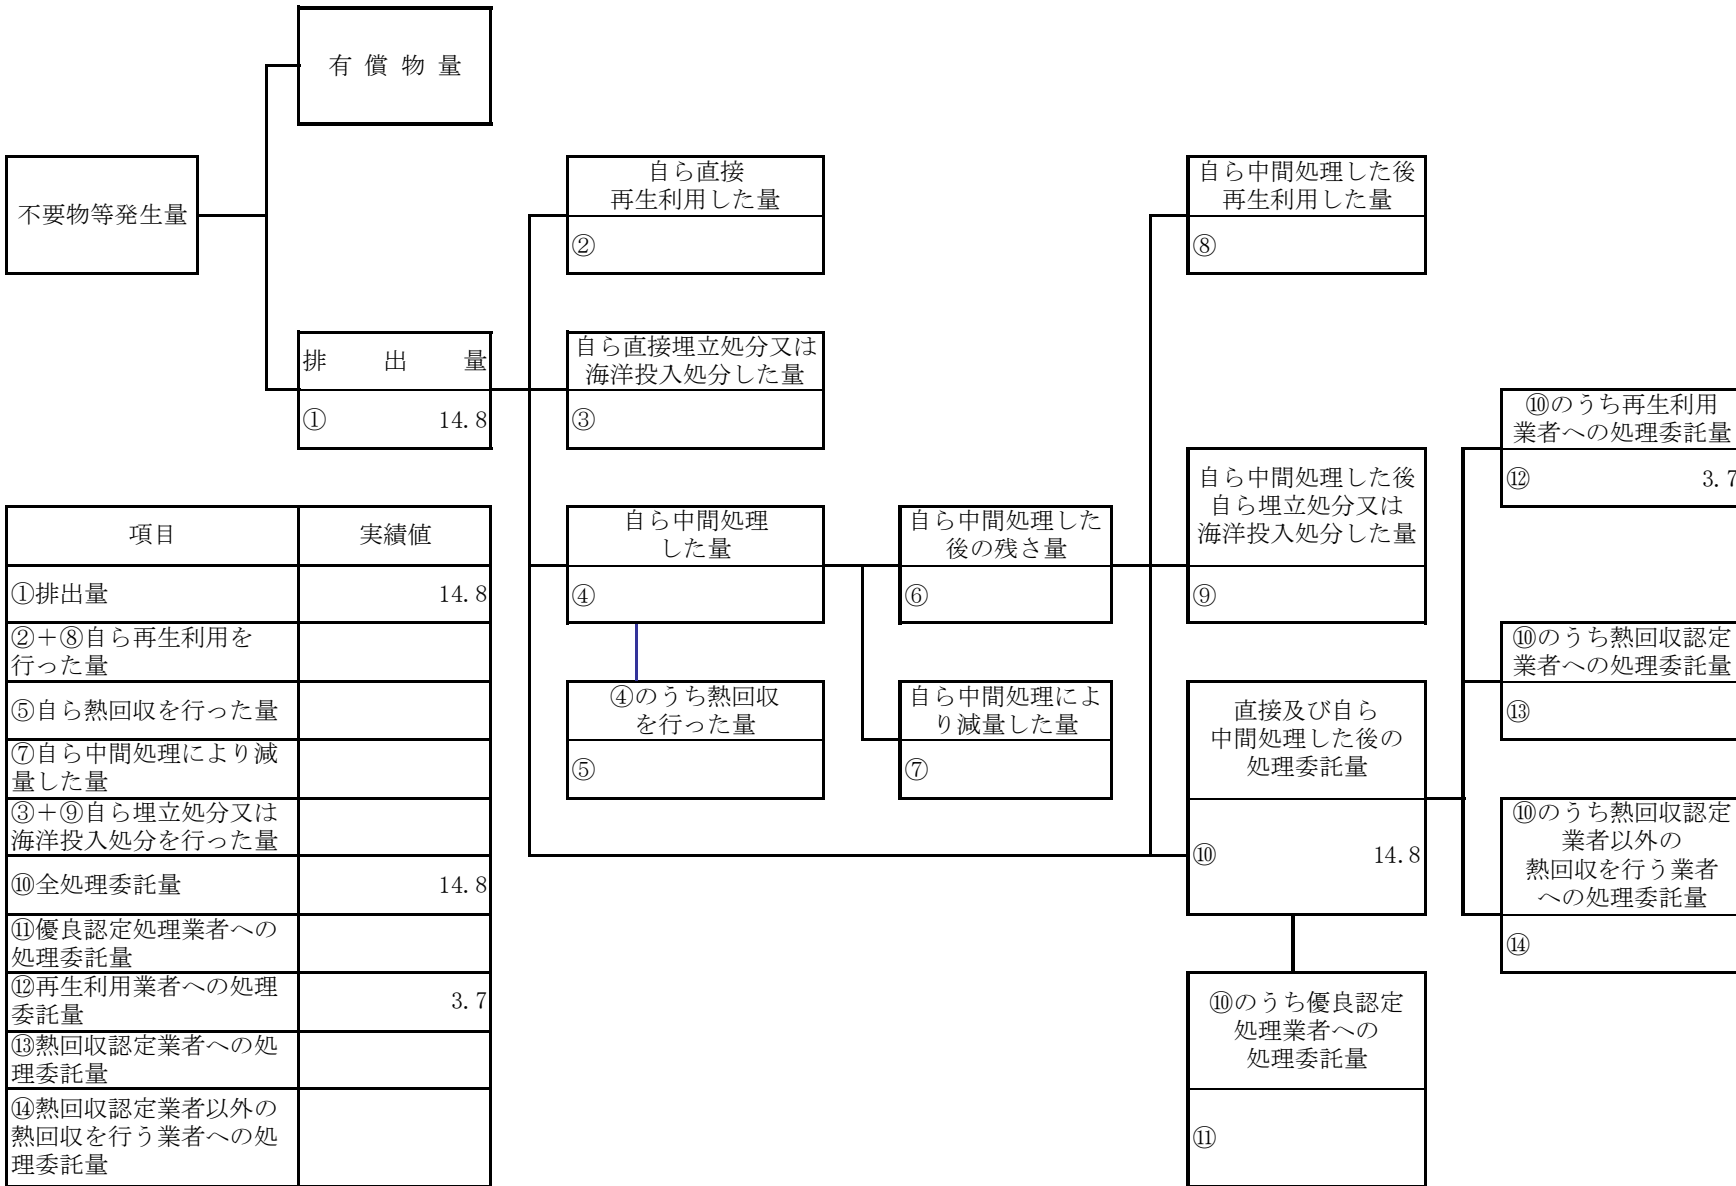 有償物量
不要物等発生量
排出量
① 14.8
自ら直接
再生利用した量
②
自ら直接埋立処分又は
海洋投入処分した量
③
自ら中間処理
した量
④
④のうち熱回収
を行った量
⑤
自ら中間処理した
後の残さ量
⑥
自ら中間処理によ
り減量した量
⑦
自ら中間処理した後
再生利用した量
⑧
自ら中間処理した後
自ら埋立処分又は
海洋投入処分した量
⑨
直接及び自ら
中間処理した後の
処理委託量
⑩ 14.8
⑩のうち優良認定
処理業者への
処理委託量
⑪
⑩のうち再生利用
業者への処理委託量
⑫ 3.7
⑩のうち熱回収認定
業者への処理委託量
⑬
⑩のうち熱回収認定
業者以外の
熱回収を行う業者
への処理委託量
⑭
項目 実績値
①排出量 14.8
②+⑧自ら再生利用を
行った量
⑤自ら熱回収を行った量
⑦自ら中間処理により減
量した量
③+⑨自ら埋立処分又は
海洋投入処分を行った量
⑩全処理委託量 14.8
⑪優良認定処理業者への
処理委託量
⑫再生利用業者への処理
委託量 3.7
⑬熱回収認定業者への処
理委託量
⑭熱回収認定業者以外の
熱回収を行う業者への処
理委託量